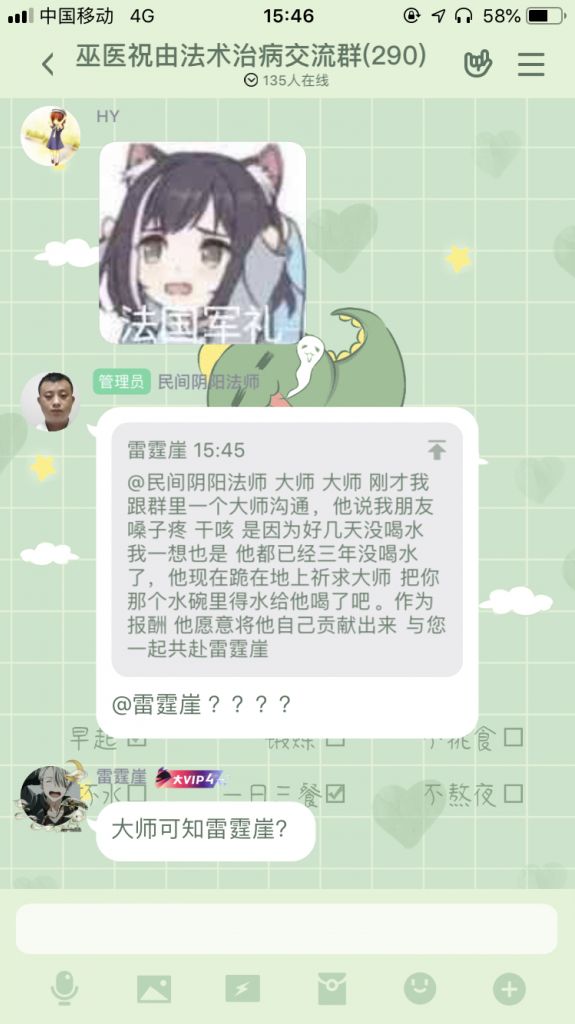 中国移动 4G 15:46 58%
巫医祝由法术治病交流群(290)
135人在线
HY
法国军礼
管理员 民间阴阳法师
雷霆崖 15:45
@民间阴阳法师 大师 大师 刚才我
跟群里一个大师沟通，他说我朋友
嗓子疼 干咳 是因为好几天没喝水
我一想也是 他都已经三年没喝水
了，他现在跪在地上祈求大师 把你
那个水碗里得水给他喝了吧 。作为
报酬 他愿意将他自己贡献出来 与您
一起共赴雷霆崖
@雷霆崖 ？？？？
早起 锻炼 不挑食
雷霆崖 大VIP4
水 一日三餐 不熬夜
大师可知雷霆崖？